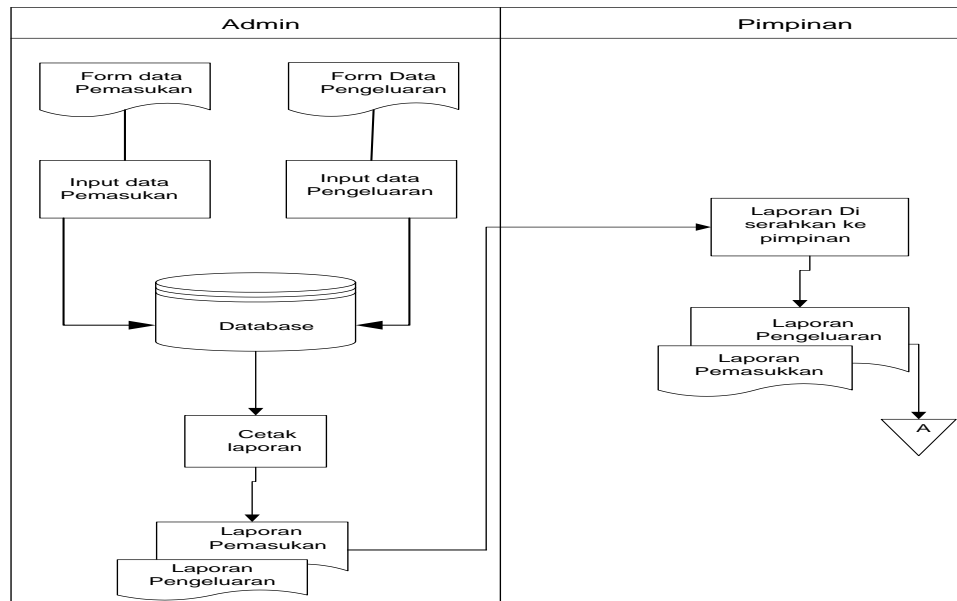 Admin
Pimpinan
Form data
Pemasukan
Form Data
Pengeluaran
Input data
Pemasukan
Input data
Pengeluaran
Database
Cetak
laporan
Laporan
Pemasukan
Laporan
Pengeluaran
Laporan Di
serahkan ke
pimpinan
Laporan
Pengeluaran
Laporan
Pemasukkan
A